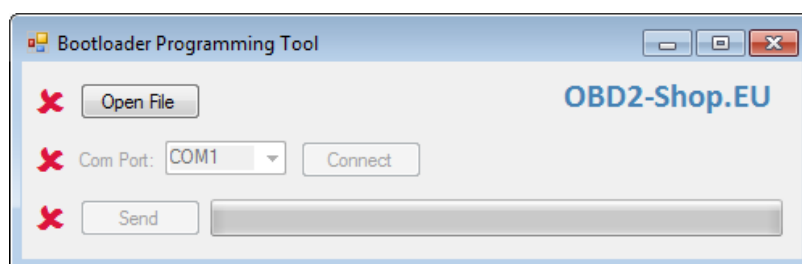 Bootloader Programming Tool
Open File
OBD2-Shop.EU
Com Port: COM1 Connect
Send